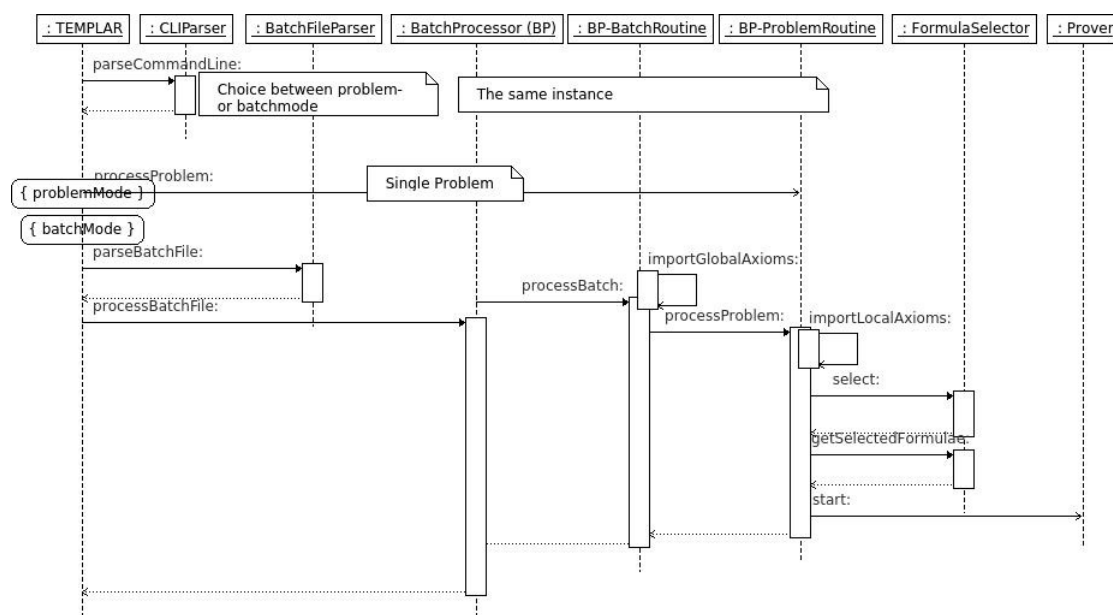 : TEMPLAR
: CLIParser
: BatchFileParser
: BatchProcessor (BP)
: BP-BatchRoutine
: BP-ProblemRoutine
: FormulaSelector
: Prover
parseCommandLine:
Choice between problem-
or batchmode
The same instance
processProblem:
Single Problem
{ problemMode }
{ batchMode }
parseBatchFile:
importGlobalAxioms:
processBatch:
processBatchFile:
processProblem:
importLocalAxioms:
select:
getSelectedFormulae:
start: